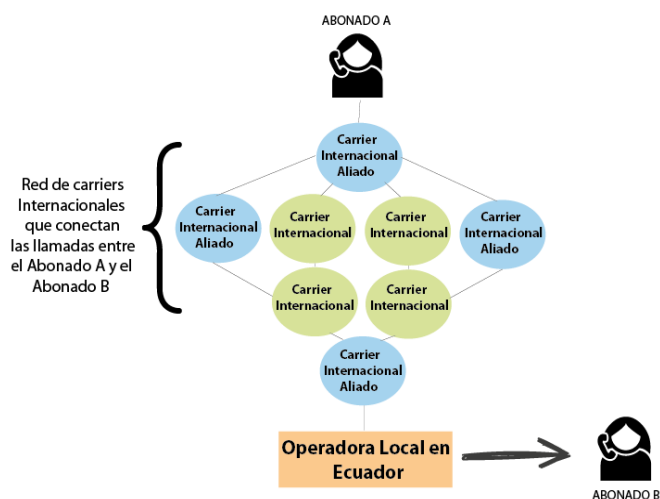 ABONADO A
Carrier
Internacional
Aliado
Red de carriers
Internacionales
que conectan
las llamadas entre
el Abonado A y el
Abonado B
Carrier
Internacional
Aliado
Carrier
Internacional
Carrier
Internacional
Carrier
Internacional
Aliado
Carrier
Internacional
Carrier
Internacional
Carrier
Internacional
Aliado
Operadora Local en
Ecuador
ABONADO B